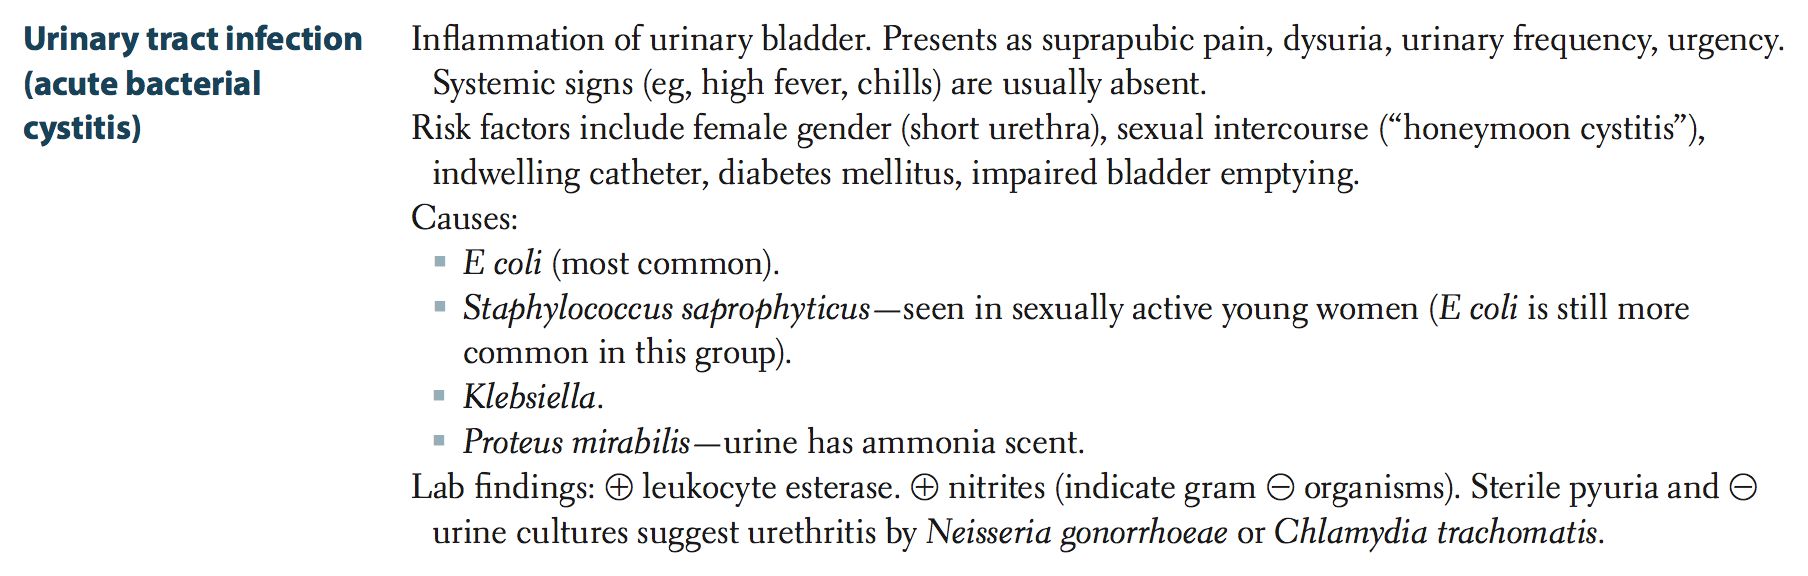 Urinary tract infection
(acute bacterial
cystitis)
Inflammation of urinary bladder. Presents as suprapubic pain, dysuria, urinary frequency, urgency.
Systemic signs (eg, high fever, chills) are usually absent.
Risk factors include female gender (short urethra), sexual intercourse (“honeymoon cystitis”),
indwelling catheter, diabetes mellitus, impaired bladder emptying.
Causes:
▪ E coli (most common).
▪ Staphylococcus saprophyticus—seen in sexually active young women (E coli is still more
common in this group).
▪ Klebsiella.
▪ Proteus mirabilis—urine has ammonia scent.
Lab findings: ⊕ leukocyte esterase. ⊕ nitrites (indicate gram ⊖ organisms). Sterile pyuria and ⊖
urine cultures suggest urethritis by Neisseria gonorrhoeae or Chlamydia trachomatis.